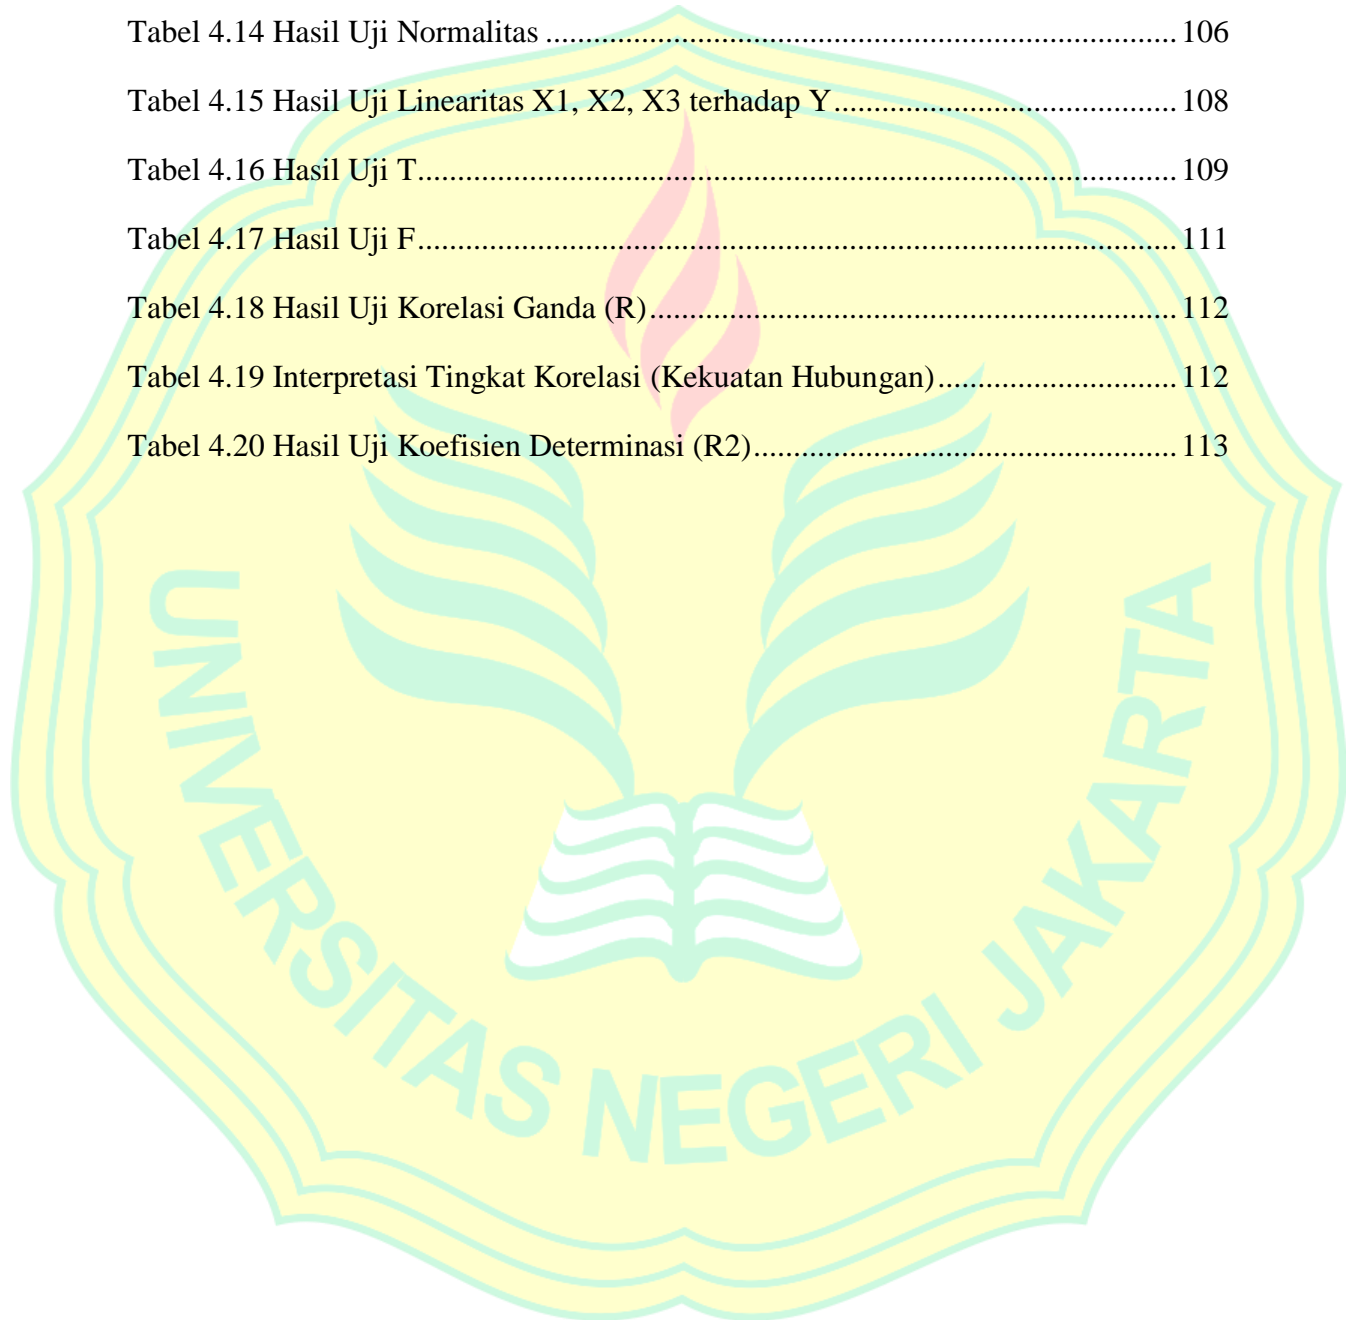 Tabel 4.14 Hasil Uji Normalitas ................................................................................ 106
Tabel 4.15 Hasil Uji Linearitas X1, X2, X3 terhadap Y ........................................... 108
Tabel 4.16 Hasil Uji T ................................................................................................ 109
Tabel 4.17 Hasil Uji F ................................................................................................ 111
Tabel 4.18 Hasil Uji Korelasi Ganda (R) .................................................................. 112
Tabel 4.19 Interpretasi Tingkat Korelasi (Kekuatan Hubungan) .............................. 112
Tabel 4.20 Hasil Uji Koefisien Determinasi (R2) ..................................................... 113
UNIVERSITAS NEGERI JAKARTA